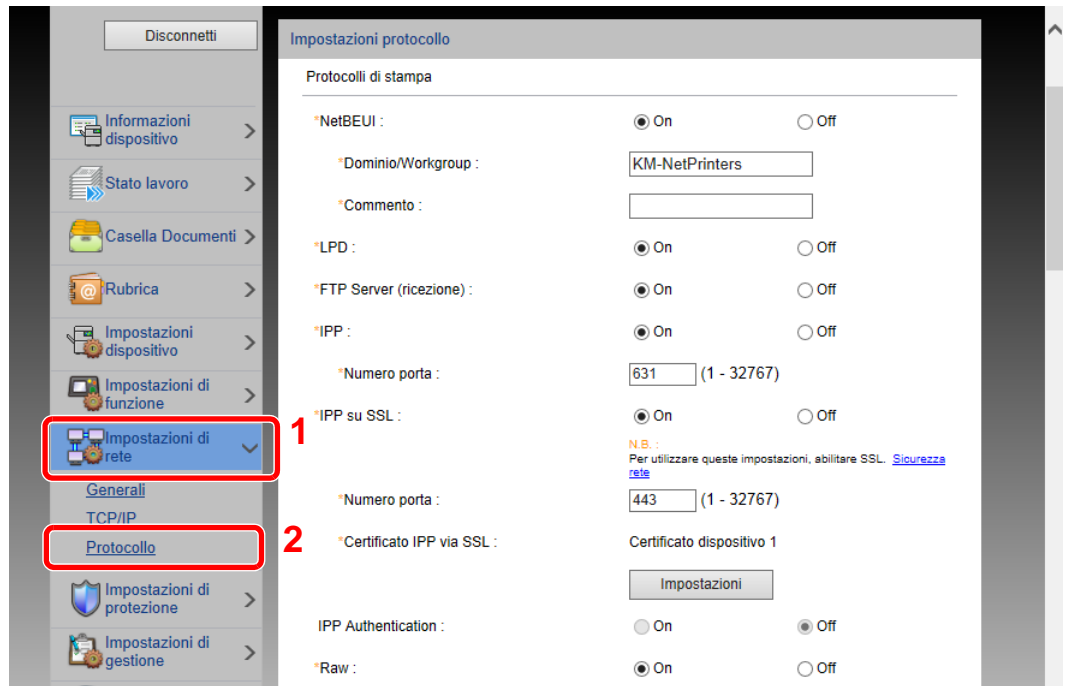 Disconnetti
Informazioni
dispositivo
Stato lavoro
Casella Documenti
Rubrica
Impostazioni
dispositivo
Impostazioni di
funzione
Impostazioni di
rete
1
Generali
TCP/IP
Protocollo
2
Impostazioni di
protezione
Impostazioni di
gestione
Impostazioni protocollo
Protocolli di stampa
*NetBEUI : On Off
*Dominio/Workgroup : KM-NetPrinters
*Commento :
*LPD : On Off
*FTP Server (ricezione) : On Off
*IPP : On Off
*Numero porta : 631 (1 - 32767)
*IPP su SSL : On Off
N.B. :
Per utilizzare queste impostazioni, abilitare SSL. Sicurezza
rete
*Numero porta : 443 (1 - 32767)
*Certificato IPP via SSL : Certificato dispositivo 1
Impostazioni
IPP Authentication : On Off
*Raw : On Off